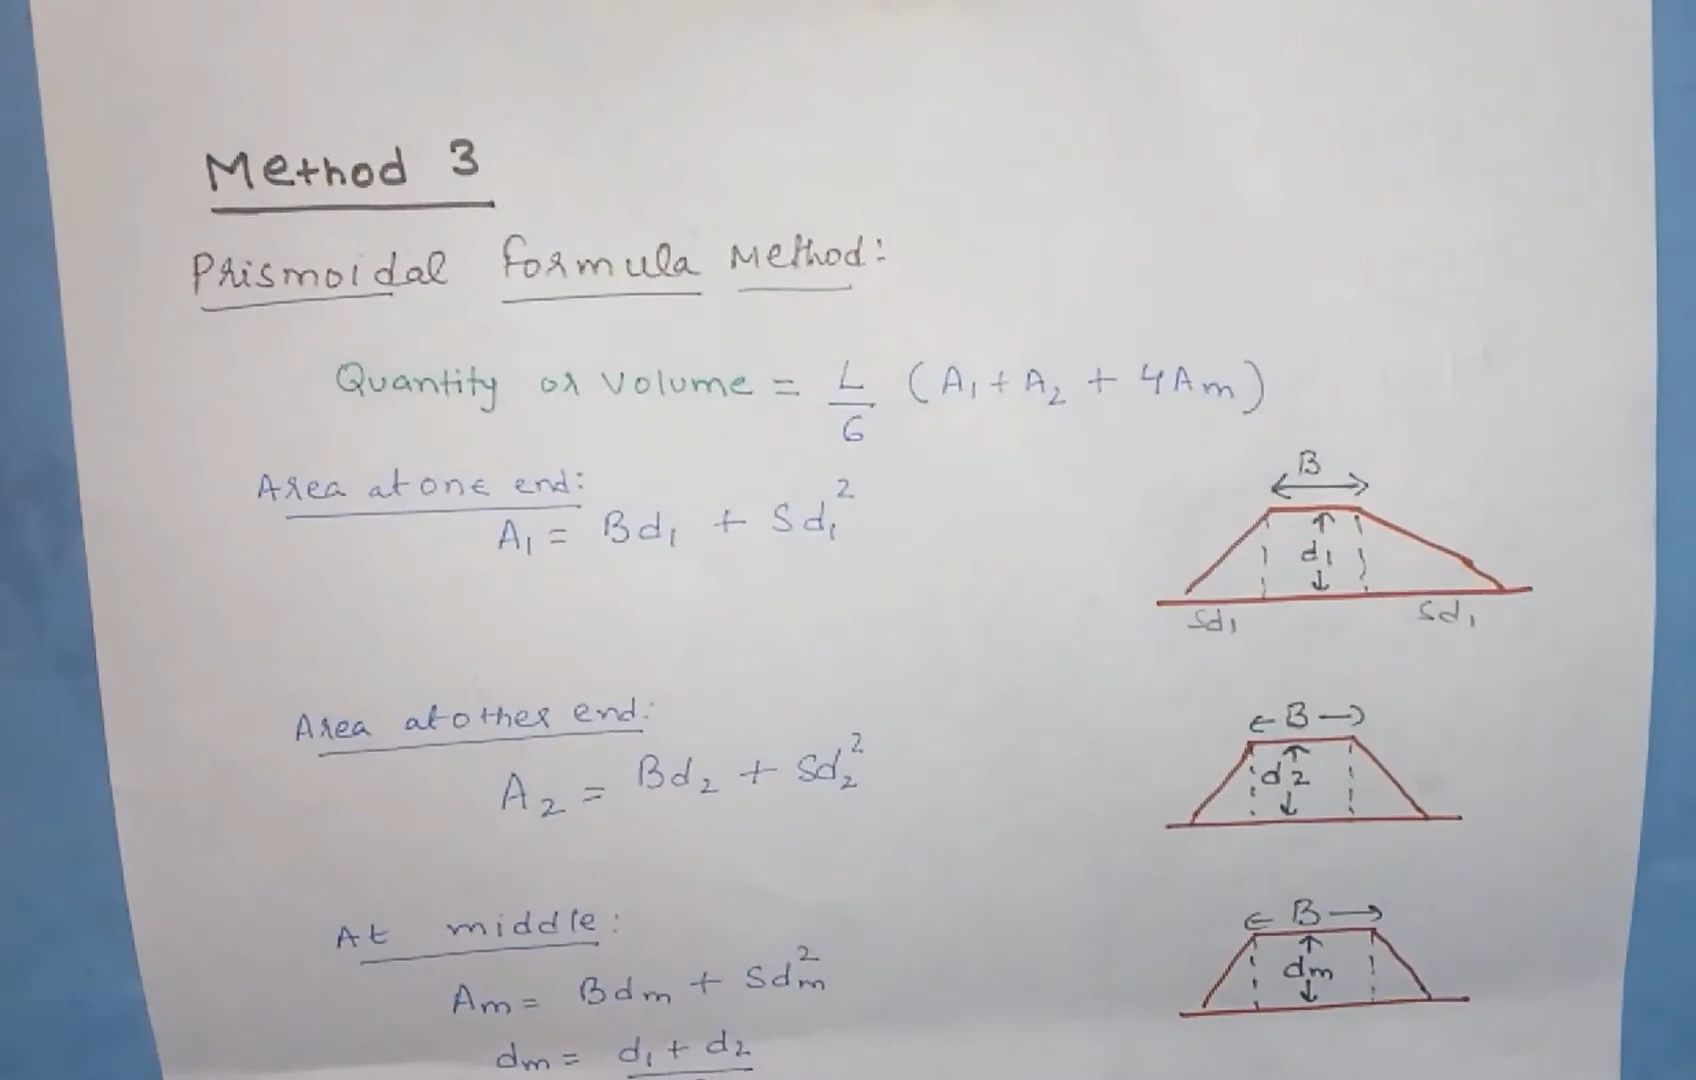 Method 3
Prismoidal formula Method:
Quantity or volume = L/6 (A₁ + A₂ + 4Am)
Area at one end:
A₁ = Bd₁ + Sd₁²
B
d₁
Sd₁ Sd₁
Area at other end:
A₂ = Bd₂ + Sd₂²
B
d₂
At middle:
Am = Bdm + Sdm²
B
dm
dm = d₁ + d₂